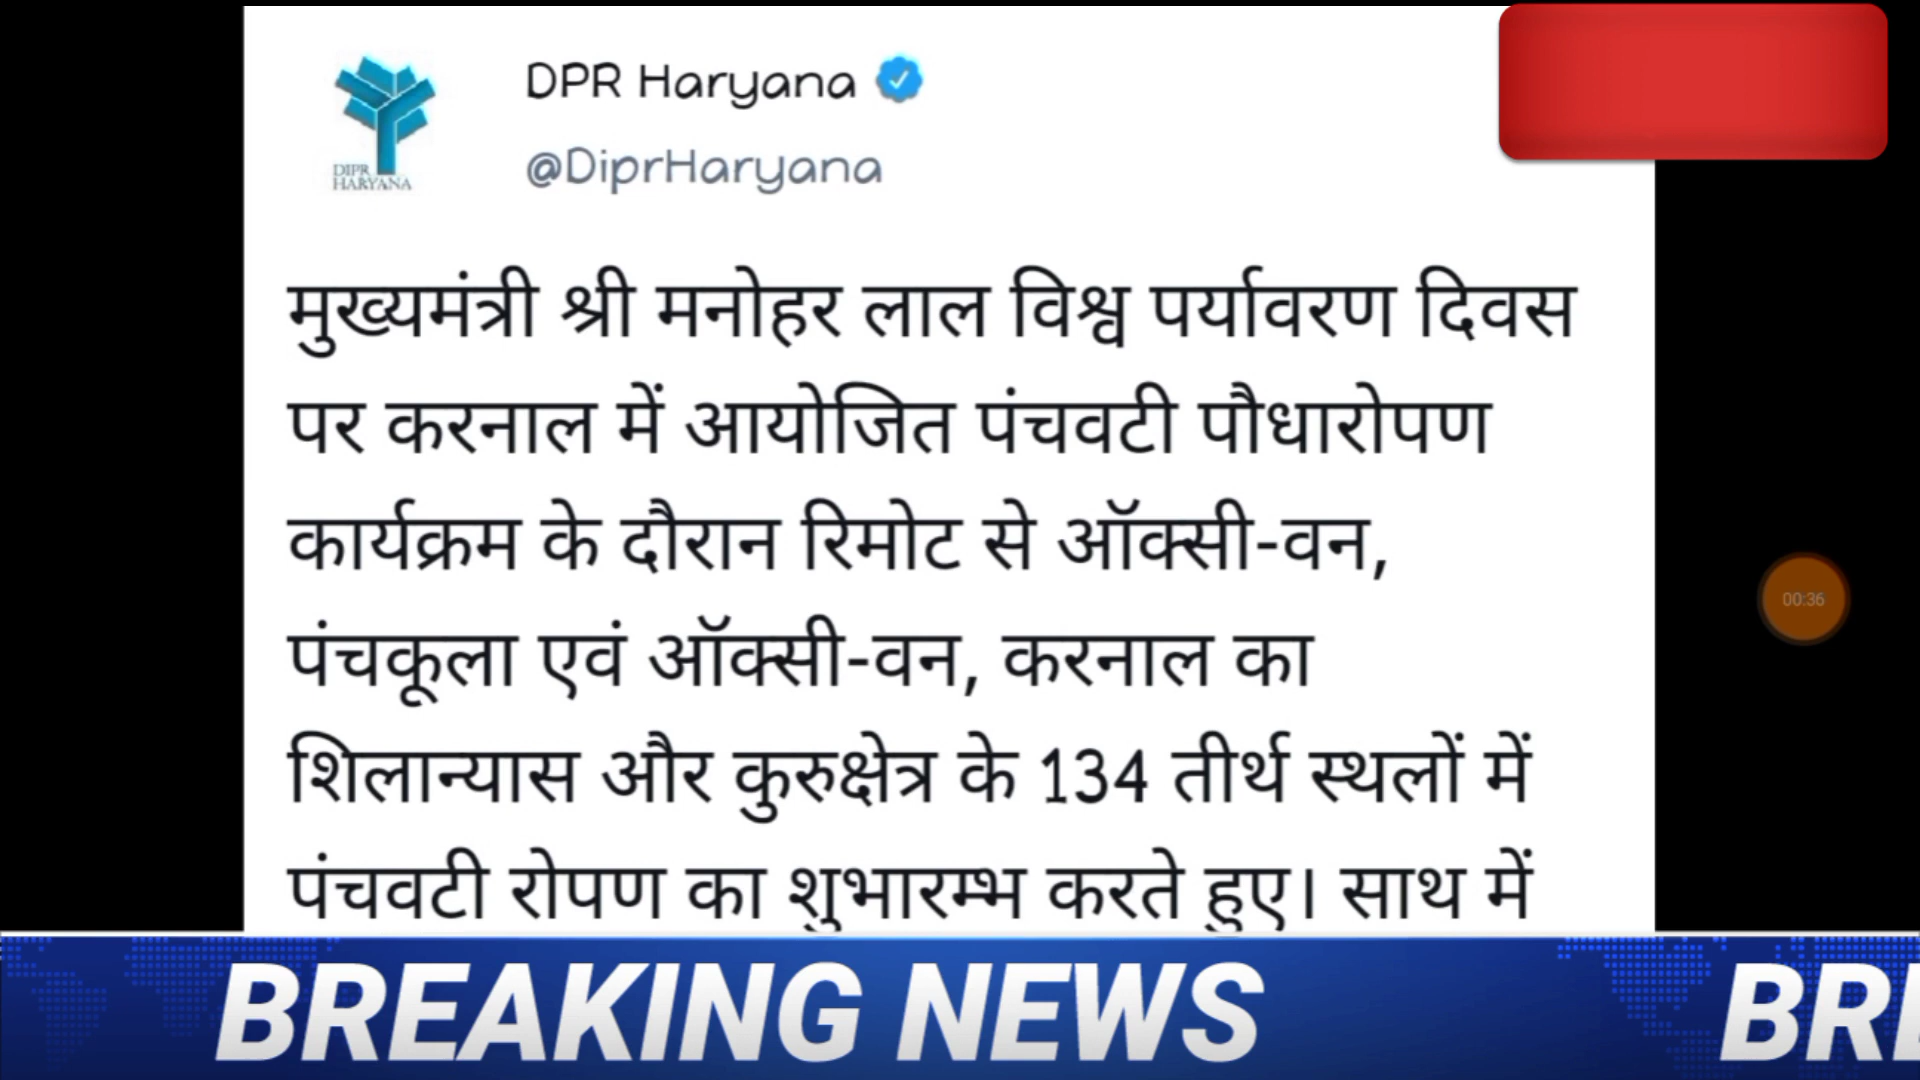 DPR Haryana
@DiprHaryana
DIPR
HARYANA
मुख्यमंत्री श्री मनोहर लाल विश्व पर्यावरण दिवस
पर करनाल में आयोजित पंचवटी पौधारोपण
कार्यक्रम के दौरान रिमोट से ऑक्सी-वन,
पंचकूला एवं ऑक्सी-वन, करनाल का
शिलान्यास और कुरुक्षेत्र के 134 तीर्थ स्थलों में
पंचवटी रोपण का शुभारम्भ करते हुए। साथ में
00:36
BREAKING NEWS BRE